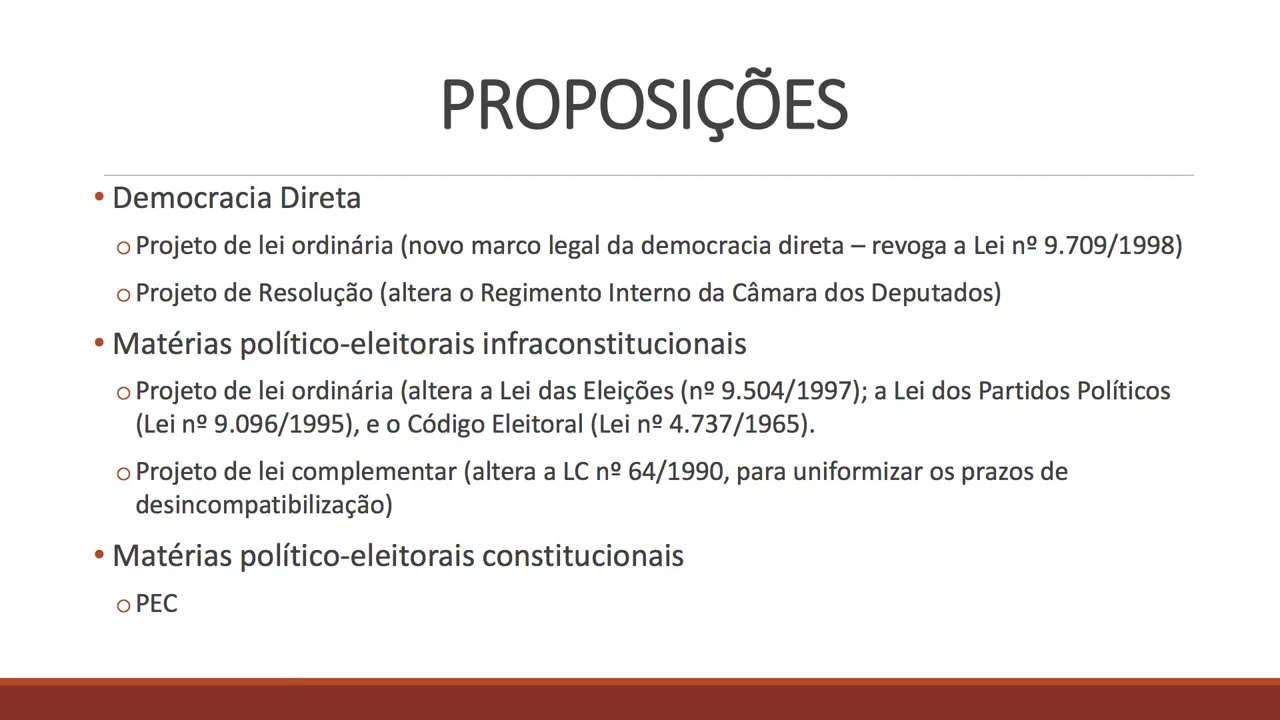 PROPOSIÇÕES
• Democracia Direta
o Projeto de lei ordinária (novo marco legal da democracia direta – revoga a Lei nº 9.709/1998)
o Projeto de Resolução (altera o Regimento Interno da Câmara dos Deputados)
• Matérias político-eleitorais infraconstitucionais
o Projeto de lei ordinária (altera a Lei das Eleições (nº 9.504/1997); a Lei dos Partidos Políticos
(Lei nº 9.096/1995), e o Código Eleitoral (Lei nº 4.737/1965).
o Projeto de lei complementar (altera a LC nº 64/1990, para uniformizar os prazos de
desincompatibilização)
• Matérias político-eleitorais constitucionais
o PEC